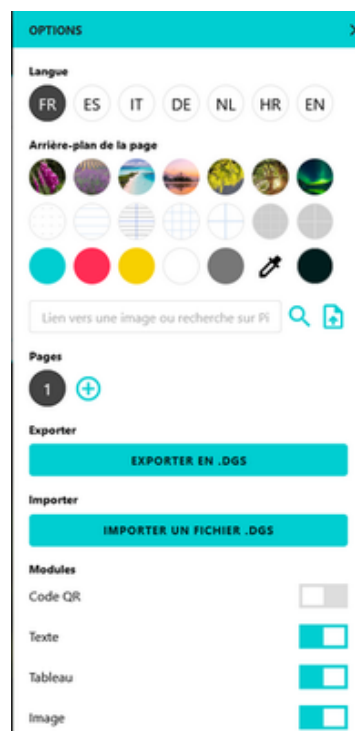 OPTIONS
Langue
FR ES IT DE NL HR EN
Arrière-plan de la page
Lien vers une image ou recherche sur Pi
Pages
1
Exporter
EXPORTER EN .DGS
Importer
IMPORTER UN FICHIER .DGS
Modules
Code QR
Texte
Tableau
Image